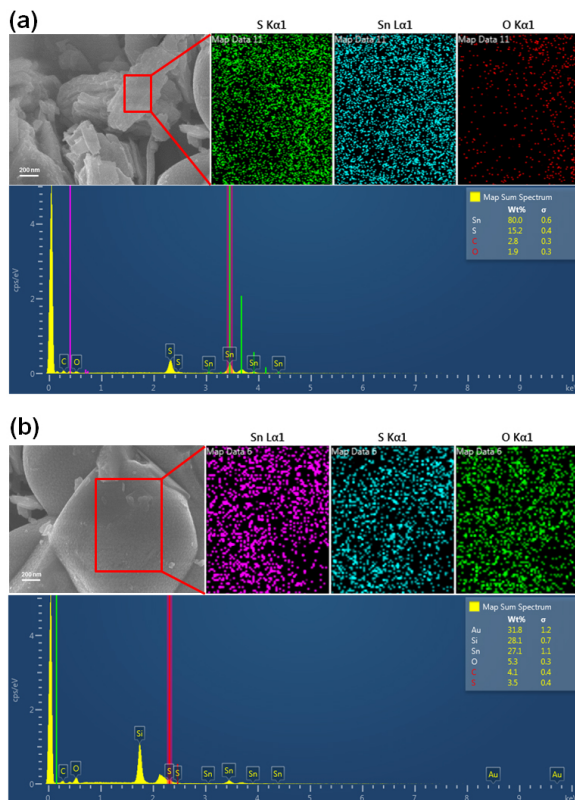 (a)
S Kα1
Sn Lα1
O Kα1
Map Data 11
Map Data 11
Map Data 11
200 nm
Map Sum Spectrum
Wt% σ
Sn 80.0 0.6
S 15.2 0.4
C 2.8 0.3
O 1.9 0.3
cps/eV
4
2
0
C
O
S
S
Sn
Sn
Sn
Sn
0 1 2 3 4 5 6 7 8 9 10
keV
(b)
Sn Lα1
S Kα1
O Kα1
Map Data 6
Map Data 6
Map Data 6
200 nm
Map Sum Spectrum
Wt% σ
Au 31.8 1.2
Si 28.1 0.7
Sn 27.1 1.1
O 5.3 0.3
C 4.1 0.4
S 3.5 0.4
cps/eV
4
2
0
C
O
Si
S
S
Sn
Sn
Sn
Sn
Au
Au
0 1 2 3 4 5 6 7 8 9
keV